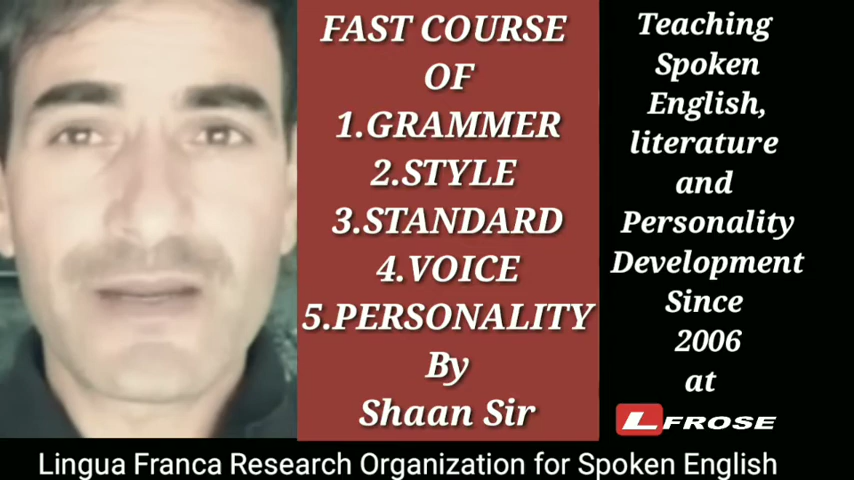 FAST COURSE
OF
1.GRAMMER
2.STYLE
3.STANDARD
4.VOICE
5.PERSONALITY
By
Shaan Sir
Teaching
Spoken
English,
literature
and
Personality
Development
Since
2006
at
LFROSE
Lingua Franca Research Organization for Spoken English